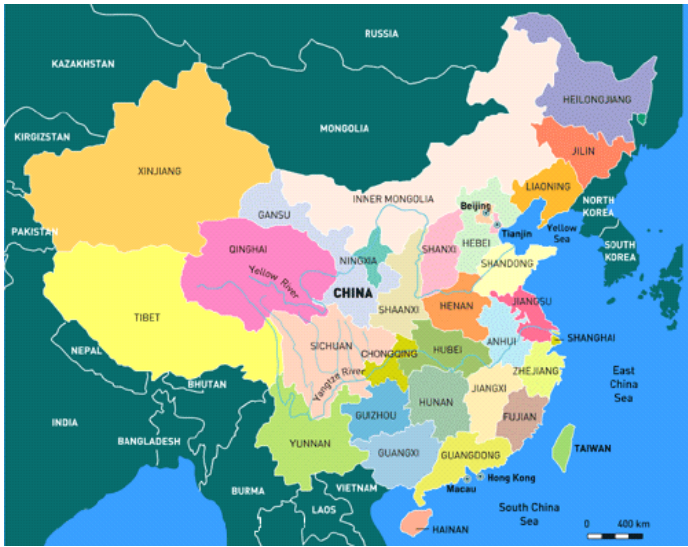 RUSSIA
KAZAKHSTAN
HEILONGJIANG
MONGOLIA
KIRGIZSTAN
JILIN
XINJIANG
LIAONING
INNER MONGOLIA
Beijing
NORTH
KOREA
GANSU
Tianjin
Yellow
Sea
PAKISTAN
QINGHAI
NINGXIA
SHANXI
HEBEI
SOUTH
KOREA
SHANDONG
Yellow River
CHINA
TIBET
SHAANXI
HENAN
JIANGSU
SICHUAN
CHONGQING
HUBEI
ANHUI
SHANGHAI
NEPAL
Yangtze River
ZHEJIANG
East
China
Sea
BHUTAN
HUNAN
JIANGXI
GUIZHOU
FUJIAN
INDIA
BANGLADESH
YUNNAN
GUANGXI
GUANGDONG
TAIWAN
BURMA
VIETNAM
Macau
Hong Kong
LAOS
South China
Sea
HAINAN
0 400 km